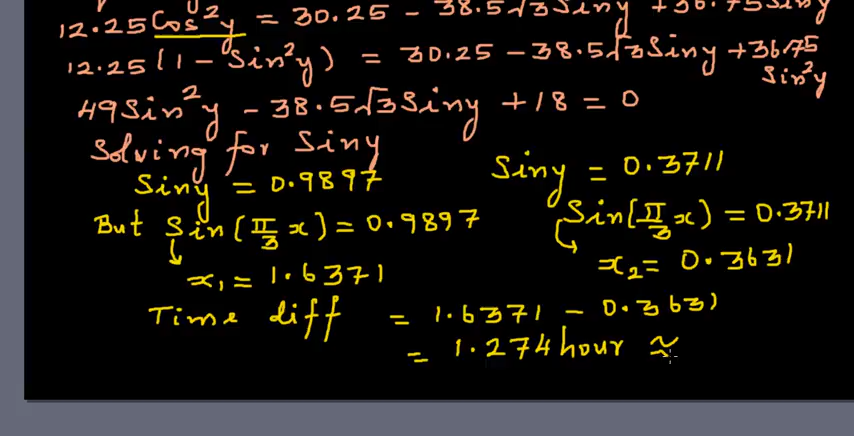 12.25 Cos²y = 30.25 - 38.5√3 Siny + 36.75 Siny
12.25 (1 - Sin²y) = 30.25 - 38.5√3 Siny + 36.75 Sin²y
49 Sin²y - 38.5√3 Siny + 18 = 0
Solving for Siny
Siny = 0.9897 Siny = 0.3711
But Sin(π/3 x) = 0.9897 Sin(π/3 x) = 0.3711
x₁ = 1.6371 x₂ = 0.3631
Time diff = 1.6371 - 0.3631
= 1.274 hour ≈